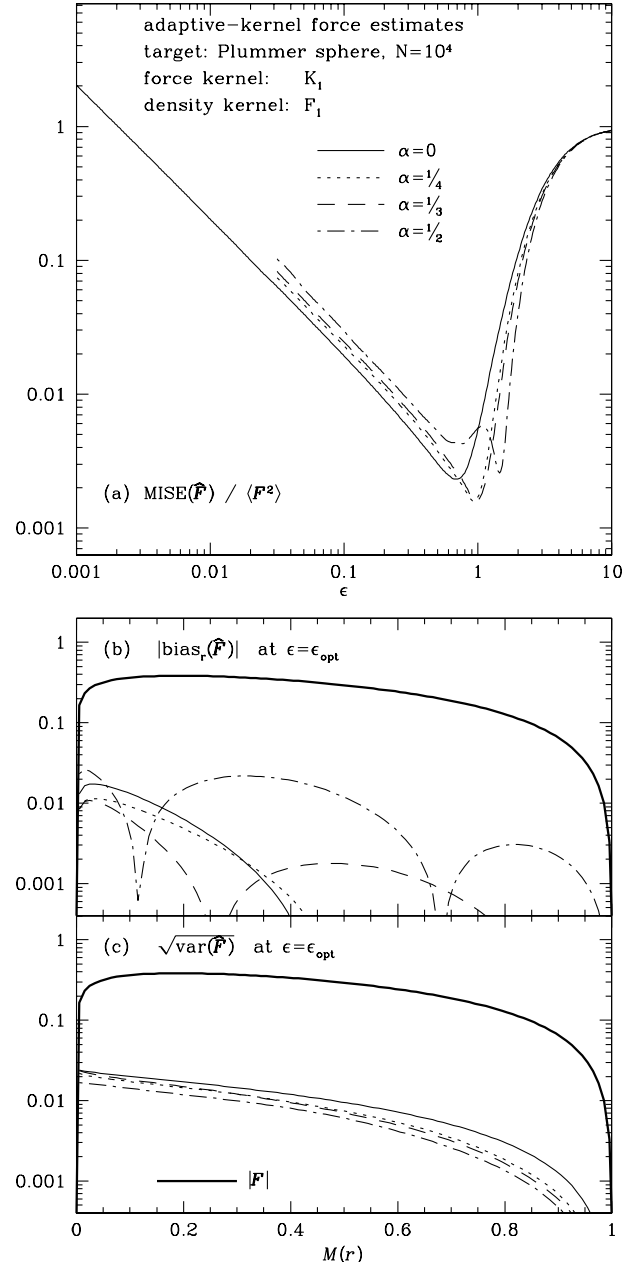 adaptive-kernel force estimates
target: Plummer sphere, N=10⁴
force kernel: K₁
density kernel: F₁
α=0
α=1/4
α=1/3
α=1/2
1
0.1
0.01
0.001
(a) MISE(F̂) / ⟨F²⟩
0.001 0.01 0.1 1 10
ϵ
(b) |biasᵣ(F̂)| at ϵ=ϵopt
1
0.1
0.01
0.001
(c) √var(F̂) at ϵ=ϵopt
1
0.1
0.01
0.001
|F|
0 0.2 0.4 0.6 0.8 1
M(r)